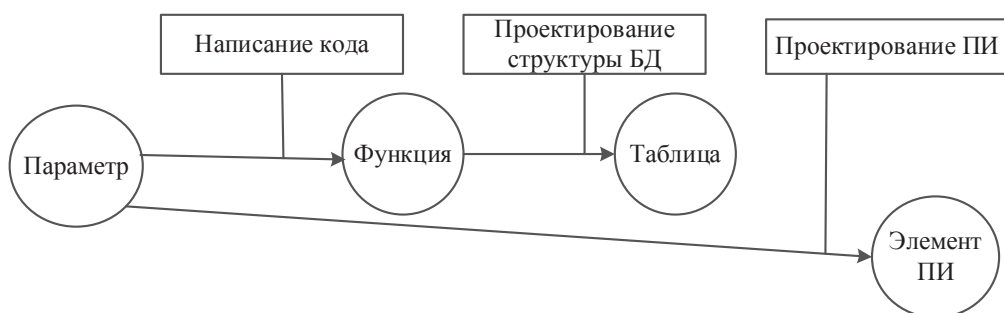 Написание кода
Проектирование
структуры БД
Проектирование ПИ
Параметр
Функция
Таблица
Элемент
ПИ